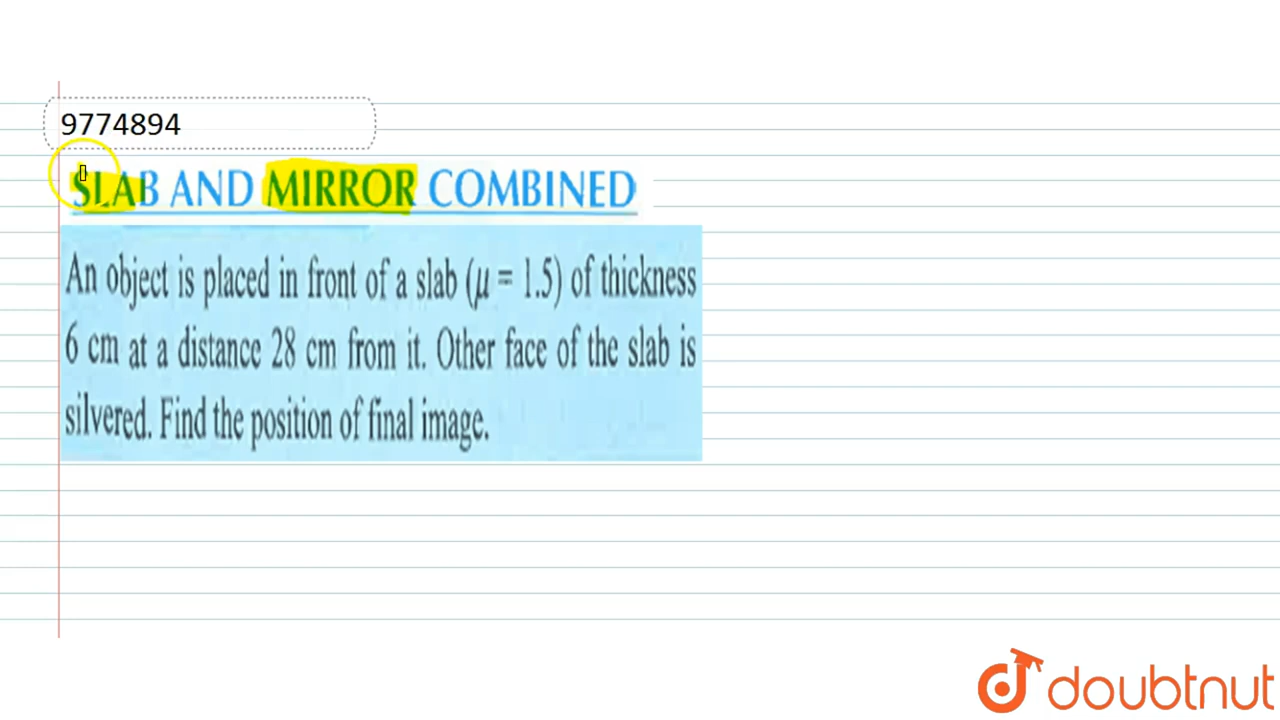 9774894
SLAB AND MIRROR COMBINED
An object is placed in front of a slab (μ = 1.5) of thickness
6 cm at a distance 28 cm from it. Other face of the slab is
silvered. Find the position of final image.
doubtnut